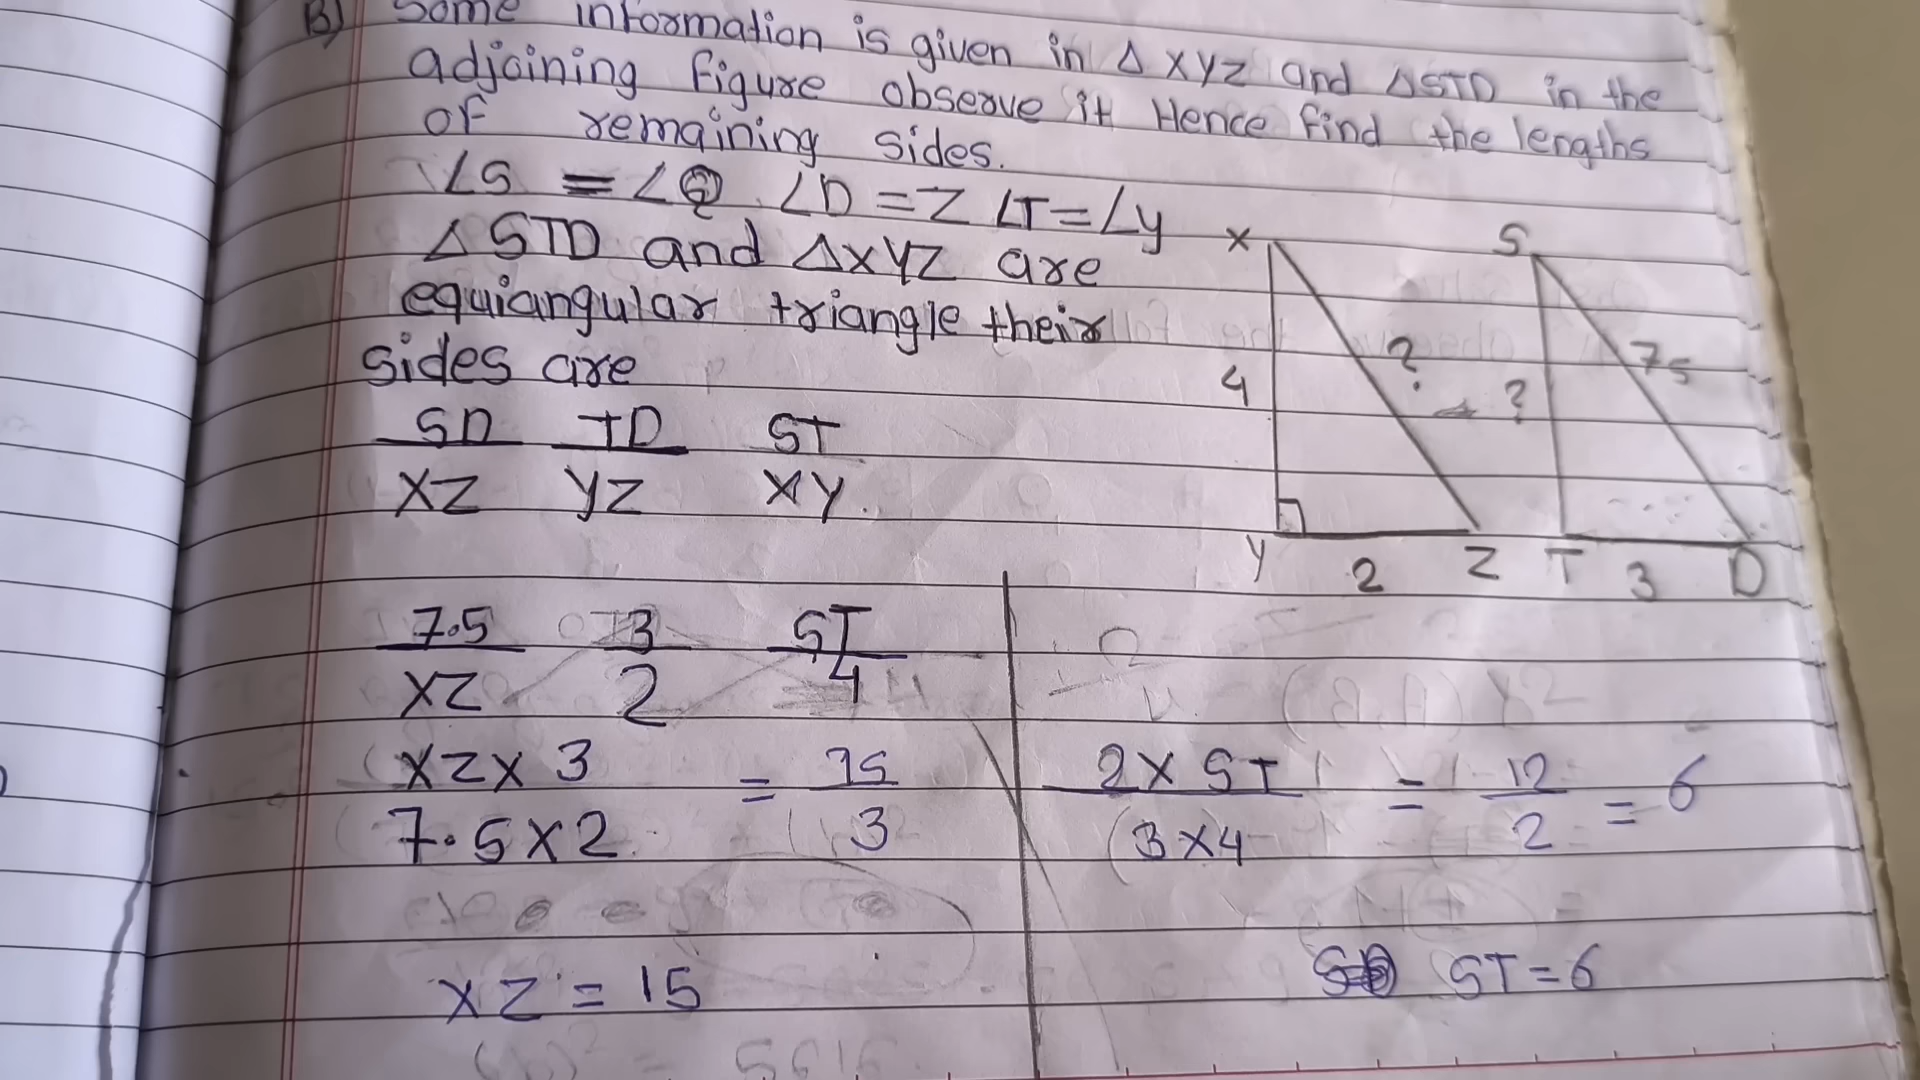 B) Some information is given in Δ XYZ and ΔSTD in the
adjoining figure observe it Hence find the lengths
of remaining sides.
∠S = ∠ ∠D = Z ∠T = ∠y
Δ STD and ΔXYZ are
equiangular triangle their
sides are
SD TD ST
XZ YZ XY.
X S
? 7.5
4 ?
Y 2 Z T 3 D
7.5 3 ST
XZ 2 4
XZ X 3 = 75
7.5 X 2 3
XZ = 15
2 X ST = 12 = 6
3 X 4 2
ST = 6